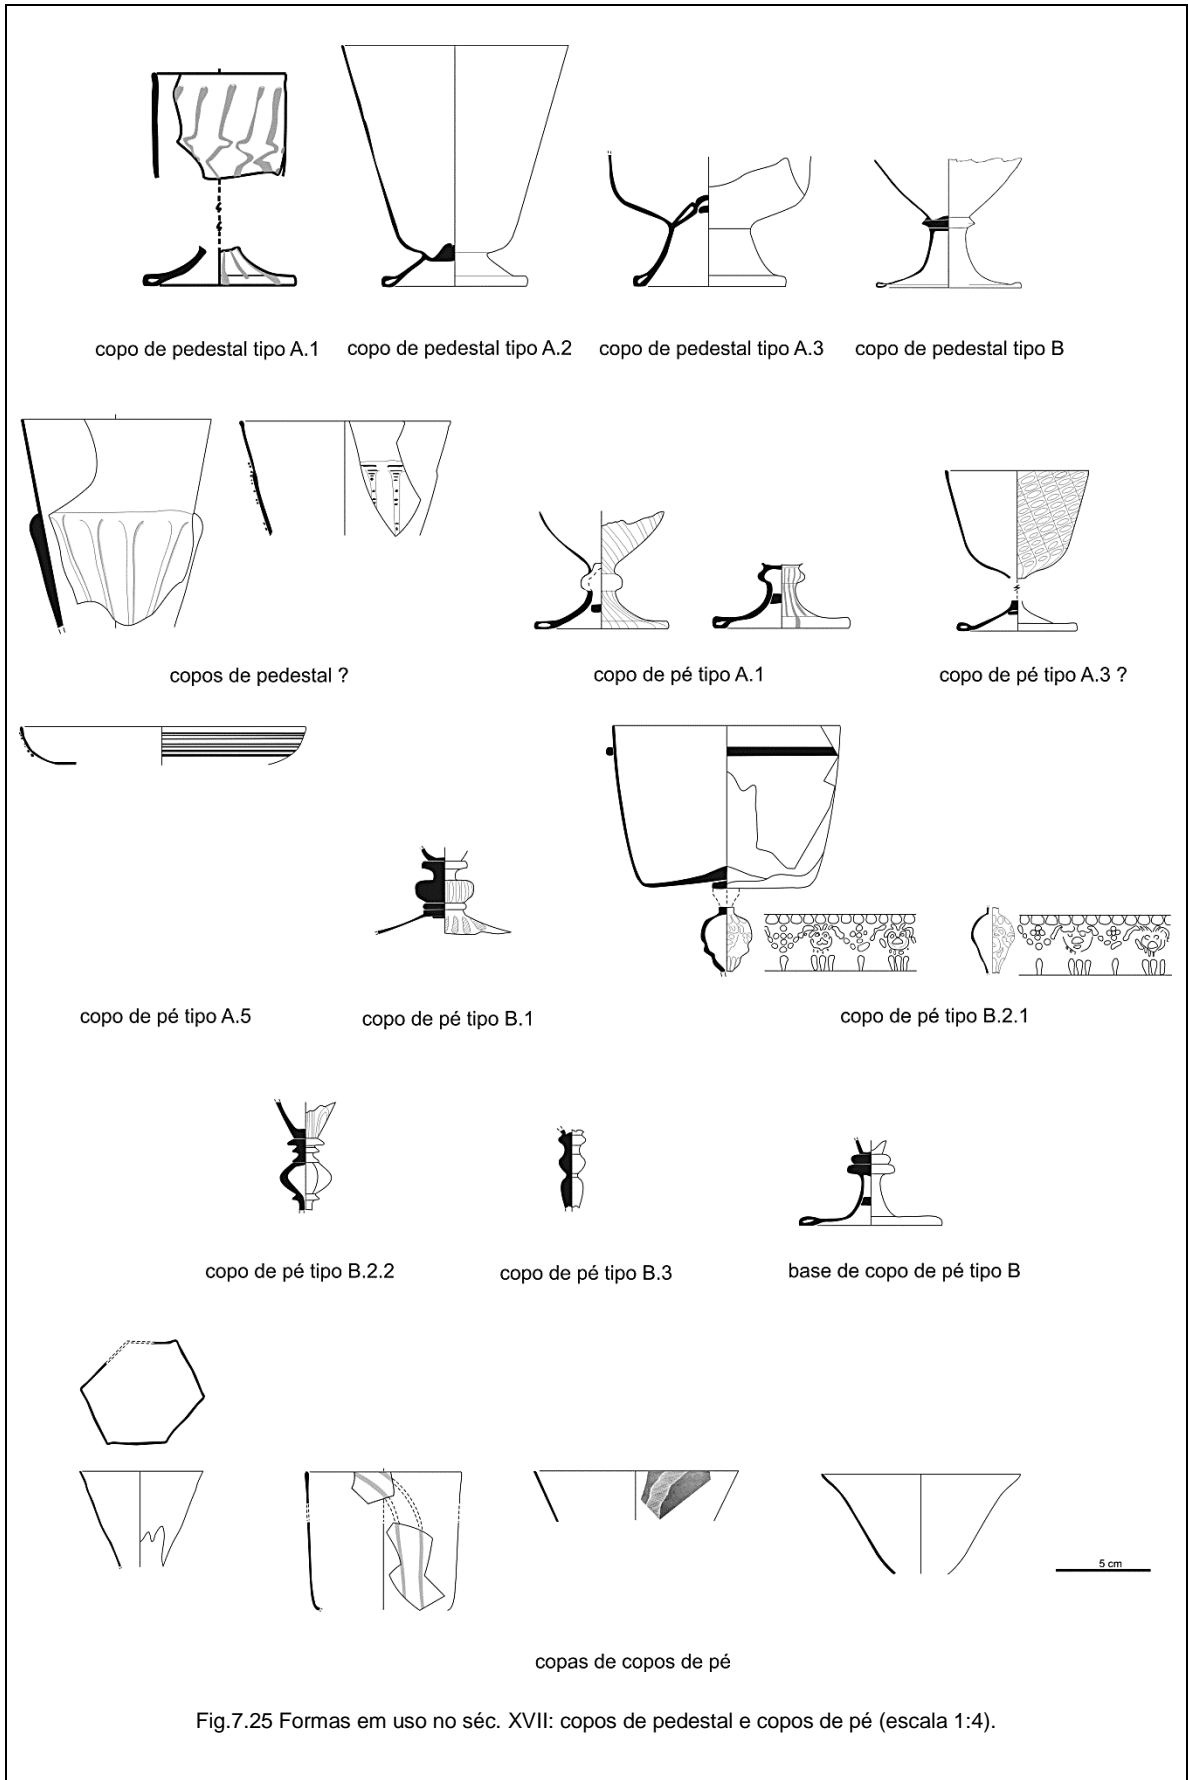 copo de pedestal tipo A.1
copo de pedestal tipo A.2
copo de pedestal tipo A.3
copo de pedestal tipo B
copos de pedestal ?
copo de pé tipo A.1
copo de pé tipo A.3 ?
copo de pé tipo A.5
copo de pé tipo B.1
copo de pé tipo B.2.1
copo de pé tipo B.2.2
copo de pé tipo B.3
base de copo de pé tipo B
5 cm
copas de copos de pé
Fig.7.25 Formas em uso no séc. XVII: copos de pedestal e copos de pé (escala 1:4).